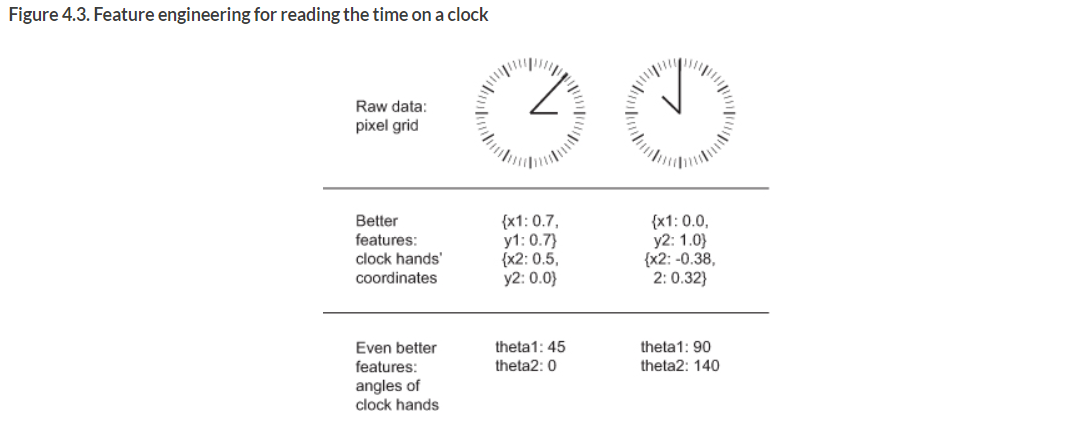 Figure 4.3. Feature engineering for reading the time on a clock
Raw data:
pixel grid
Better
features:
clock hands'
coordinates
{x1: 0.7,
y1: 0.7}
{x2: 0.5,
y2: 0.0}
{x1: 0.0,
y2: 1.0}
{x2: -0.38,
2: 0.32}
Even better
features:
angles of
clock hands
theta1: 45
theta2: 0
theta1: 90
theta2: 140